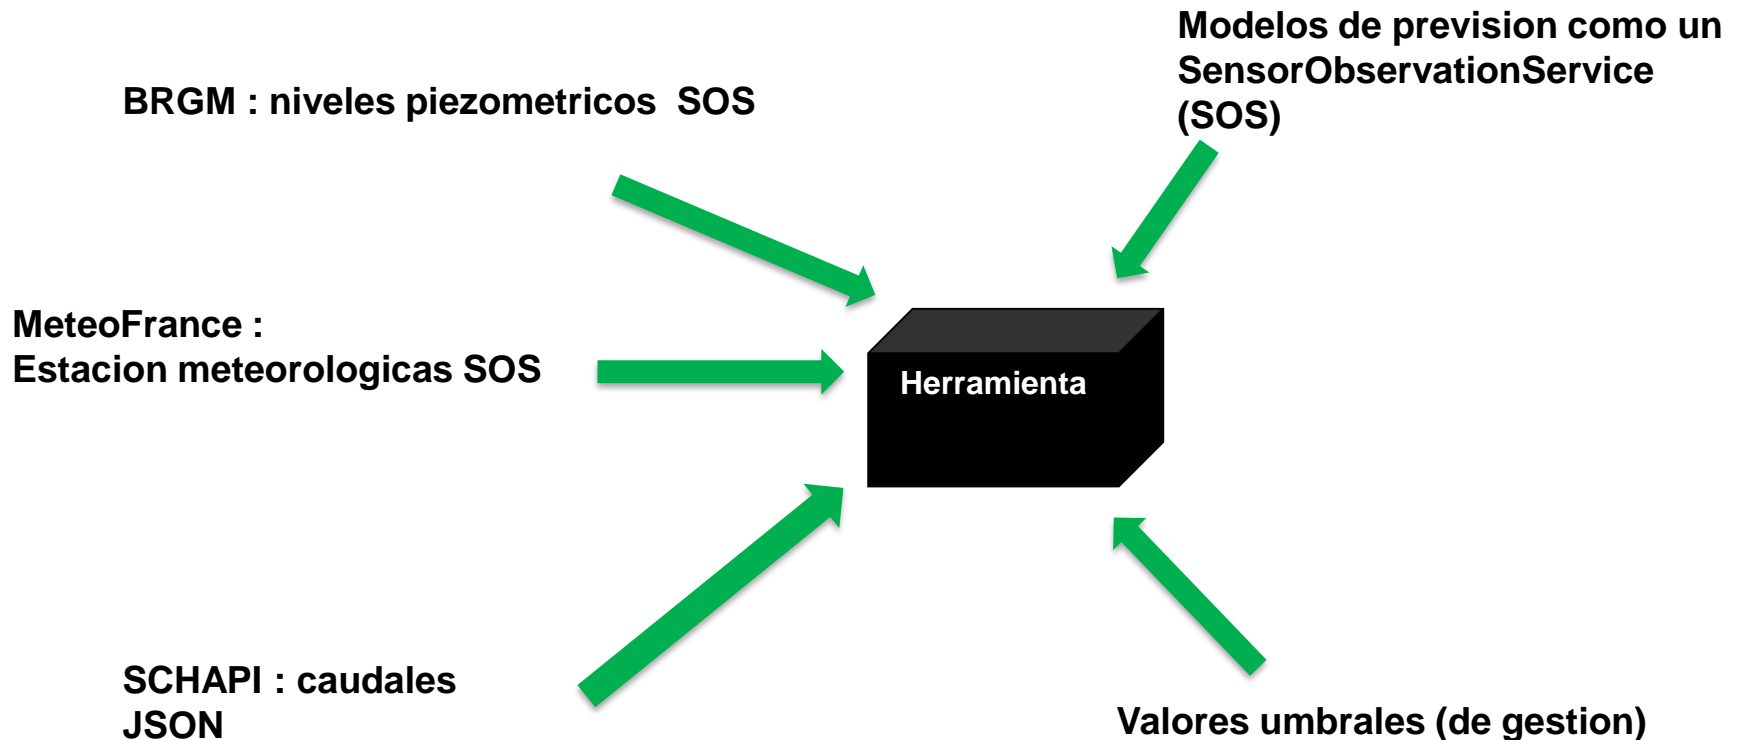 Modelos de prevision como un
SensorObservationService
(SOS)
BRGM : niveles piezometricos  SOS
MeteoFrance :
Estacion meteorologicas SOS
Herramienta
SCHAPI : caudales
JSON
Valores umbrales (de gestion)